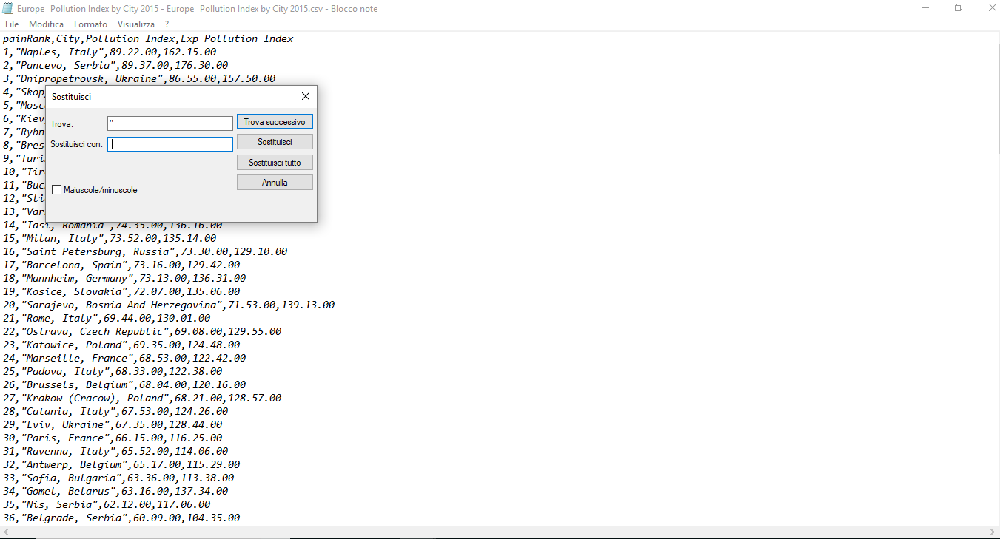 Europe_ Pollution Index by City 2015 - Europe_ Pollution Index by City 2015.csv - Blocco note
File Modifica Formato Visualizza ?
painRank,City,Pollution Index,Exp Pollution Index
1,"Naples, Italy",89.22.00,162.15.00
2,"Pancevo, Serbia",89.37.00,176.30.00
3,"Dnipropetrovsk, Ukraine",86.55.00,157.50.00
4,"Skop
5,"Mosc
6,"Kiev
7,"Rybn
8,"Bres
9,"Turi
10,"Tir
11,"Buc
12,"Sli
13,"Var
Sostituisci
Trova: "
Trova successivo
Sostituisci con:
Sostituisci
Sostituisci tutto
Annulla
Maiuscole/minuscole
14,"Iasi, Romania",74.35.00,136.16.00
15,"Milan, Italy",73.52.00,135.14.00
16,"Saint Petersburg, Russia",73.30.00,129.10.00
17,"Barcelona, Spain",73.16.00,129.42.00
18,"Mannheim, Germany",73.13.00,136.31.00
19,"Kosice, Slovakia",72.07.00,135.06.00
20,"Sarajevo, Bosnia And Herzegovina",71.53.00,139.13.00
21,"Rome, Italy",69.44.00,130.01.00
22,"Ostrava, Czech Republic",69.08.00,129.55.00
23,"Katowice, Poland",69.35.00,124.48.00
24,"Marseille, France",68.53.00,122.42.00
25,"Padova, Italy",68.33.00,122.38.00
26,"Brussels, Belgium",68.04.00,120.16.00
27,"Krakow (Cracow), Poland",68.21.00,128.57.00
28,"Catania, Italy",67.53.00,124.26.00
29,"Lviv, Ukraine",67.35.00,128.44.00
30,"Paris, France",66.15.00,116.25.00
31,"Ravenna, Italy",65.52.00,114.06.00
32,"Antwerp, Belgium",65.17.00,115.29.00
33,"Sofia, Bulgaria",63.36.00,113.38.00
34,"Gomel, Belarus",63.16.00,137.34.00
35,"Nis, Serbia",62.12.00,117.06.00
36,"Belgrade, Serbia",60.09.00,104.35.00